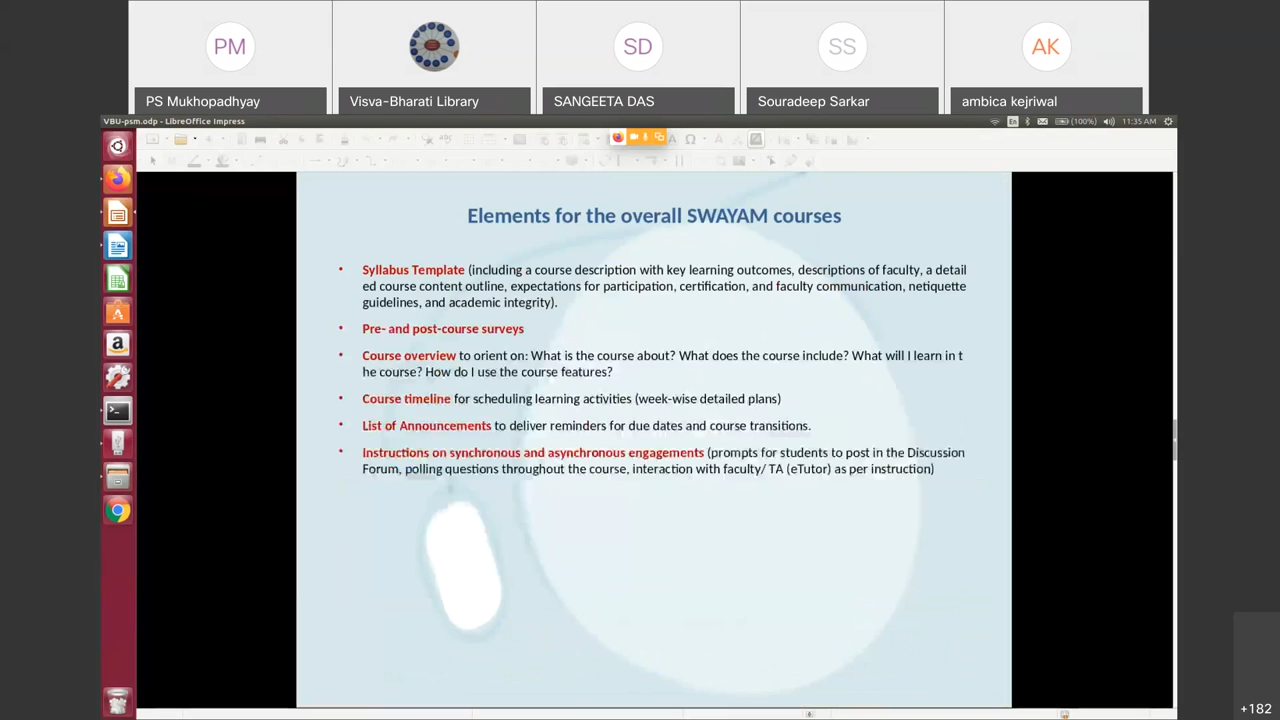 PM
SD
SS
AK
PS Mukhopadhyay
Visva-Bharati Library
SANGEETA DAS
Souradeep Sarkar
ambica kejriwal
VBU-psm.odp - LibreOffice Impress
En
(100%)
11:35 AM
Elements for the overall SWAYAM courses
• Syllabus Template (including a course description with key learning outcomes, descriptions of faculty, a detail
ed course content outline, expectations for participation, certification, and faculty communication, netiquette
guidelines, and academic integrity).
• Pre- and post-course surveys
• Course overview to orient on: What is the course about? What does the course include? What will I learn in t
he course? How do I use the course features?
• Course timeline for scheduling learning activities (week-wise detailed plans)
• List of Announcements to deliver reminders for due dates and course transitions.
• Instructions on synchronous and asynchronous engagements (prompts for students to post in the Discussion
Forum, polling questions throughout the course, interaction with faculty/ TA (eTutor) as per instruction)
+182